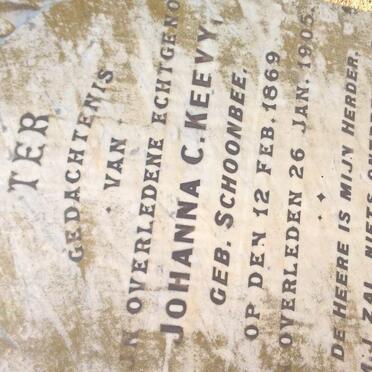 TER
GEDACHTENIS
VAN
OVERLEDENE ECHTGENO
JOHANNA C. KEEVY,
GEB. SCHOONBEE,
OP DEN 12 FEB. 1869
OVERLEDEN 26 JAN. 1905.
DE HEERE IS MIJN HERDER.
MIJ ZAL NIETS